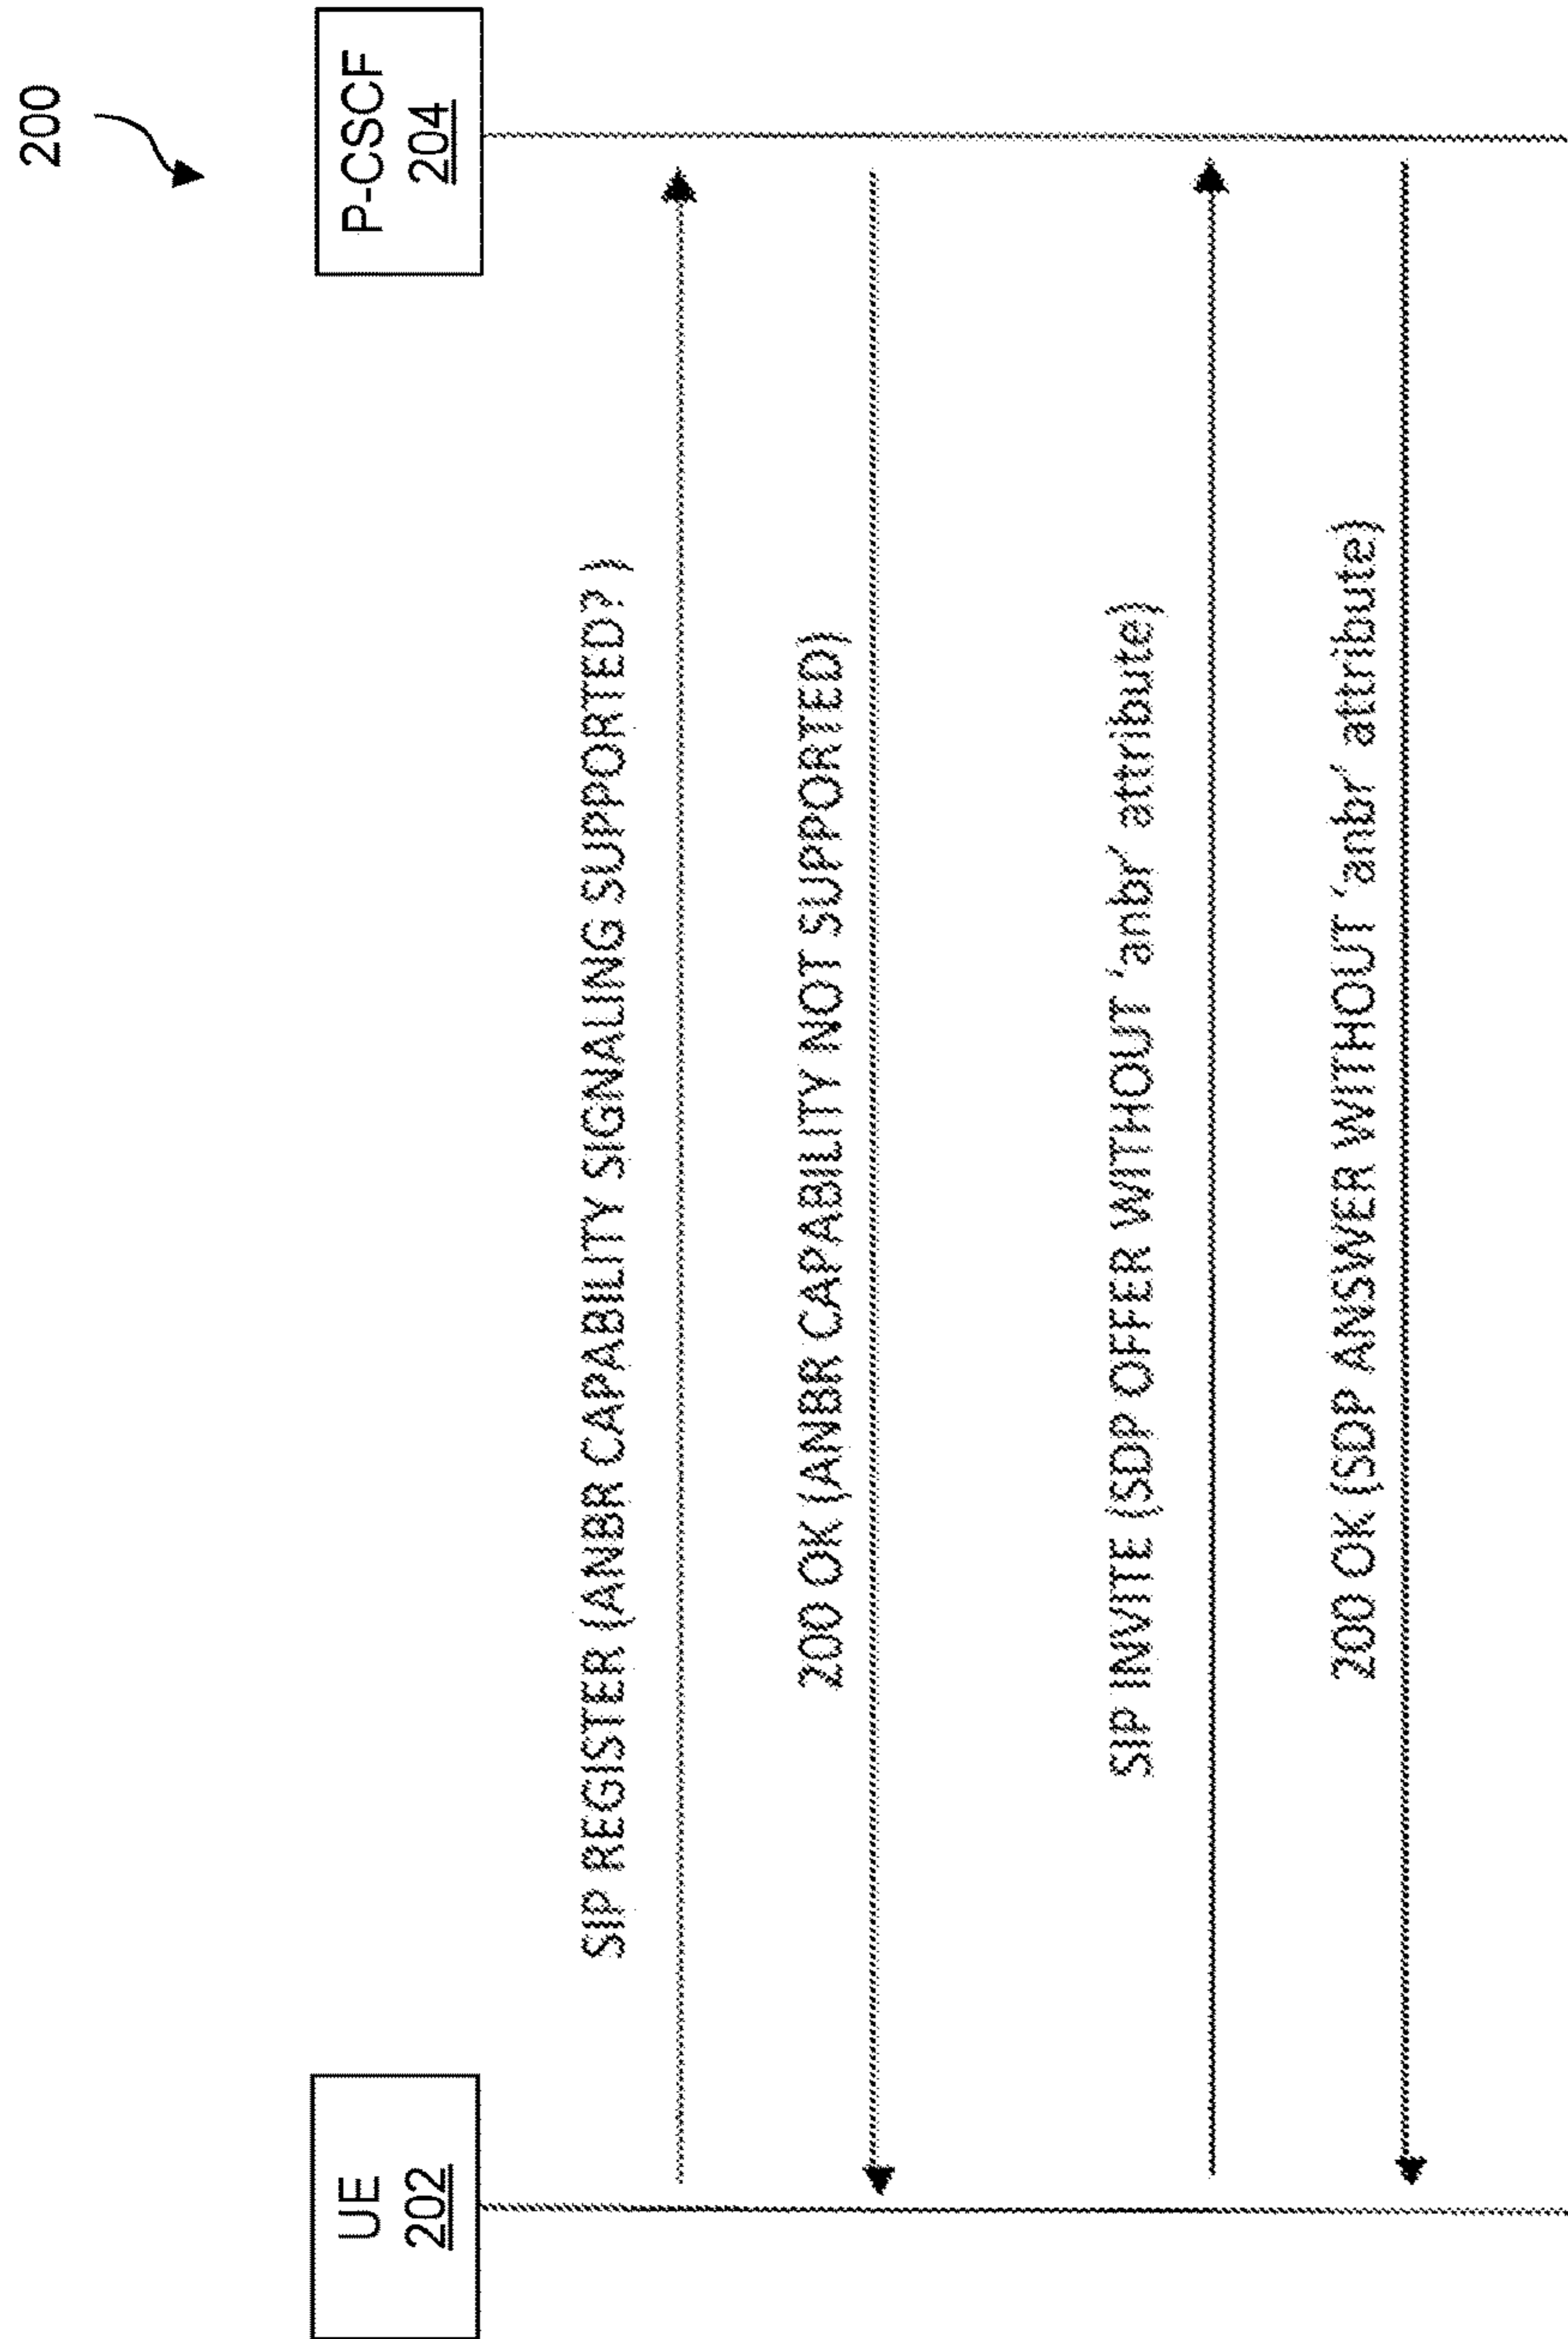 200
UE
202
P-CSCF
204
SIP REGISTER (ANBR CAPABILITY SIGNALING SUPPORTED? )
200 OK (ANBR CAPABILITY NOT SUPPORTED)
SIP INVITE (SDP OFFER WITHOUT 'anbr' attribute)
200 OK (SDP ANSWER WITHOUT 'anbr' attribute)